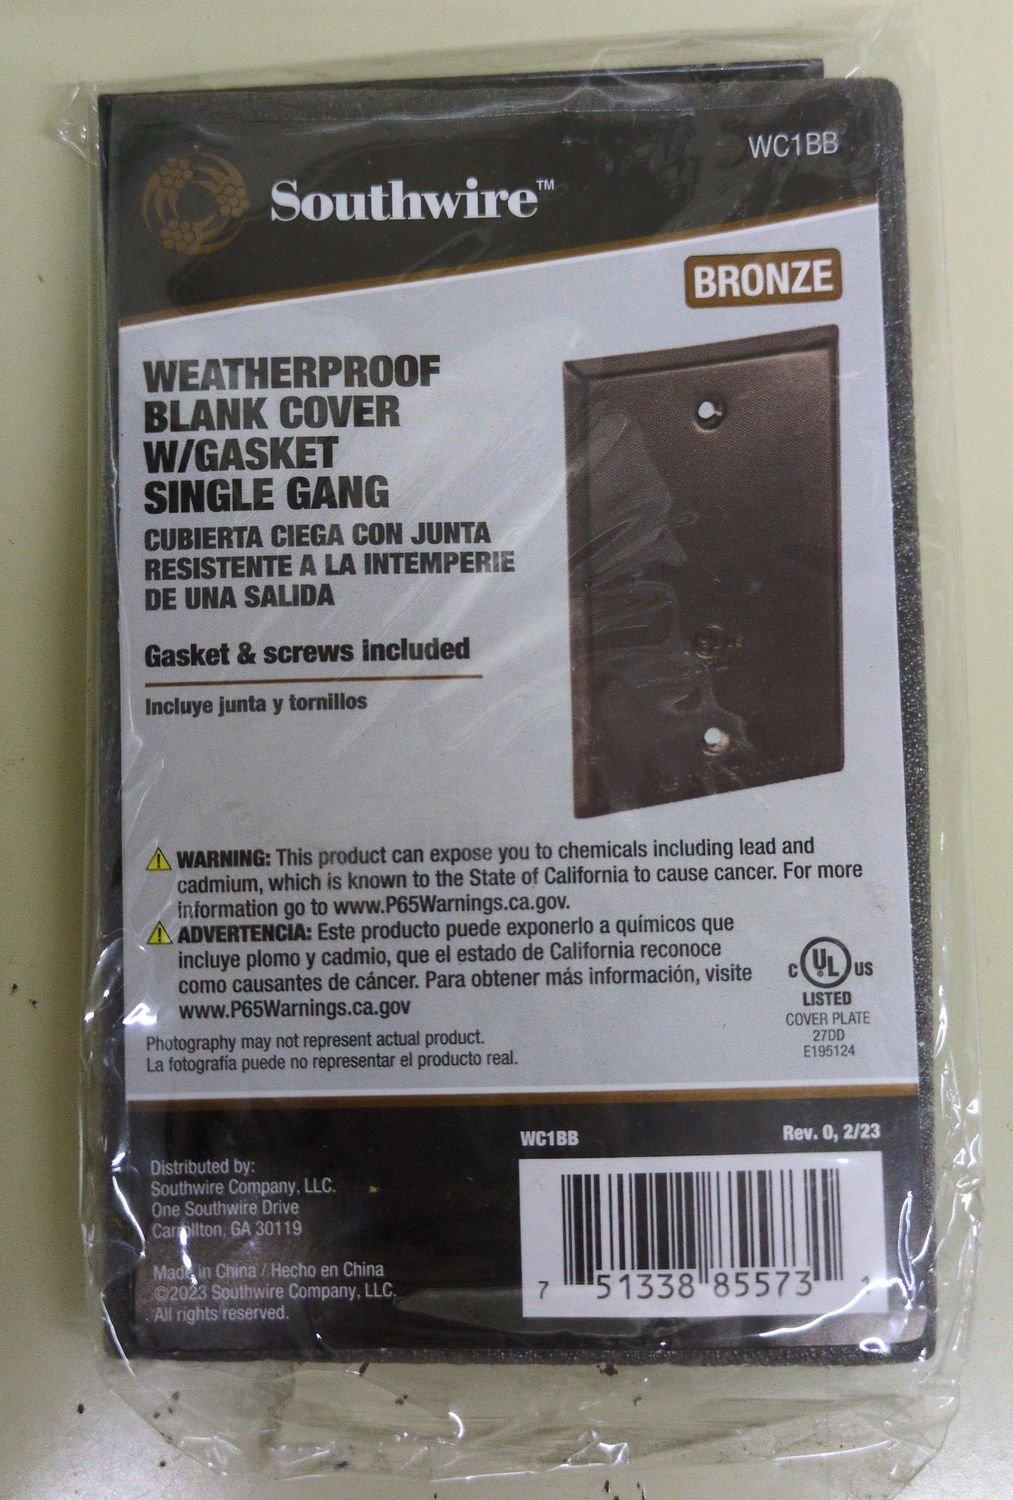 WC1BB
Southwire™
BRONZE
WEATHERPROOF
BLANK COVER
W/GASKET
SINGLE GANG
CUBIERTA CIEGA CON JUNTA
RESISTENTE A LA INTEMPERIE
DE UNA SALIDA
Gasket & screws included
Incluye junta y tornillos
WARNING: This product can expose you to chemicals including lead and
cadmium, which is known to the State of California to cause cancer. For more
information go to www.P65Warnings.ca.gov.
ADVERTENCIA: Este producto puede exponerlo a químicos que
incluye plomo y cadmio, que el estado de California reconoce
como causantes de cáncer. Para obtener más información, visite
www.P65Warnings.ca.gov
Photography may not represent actual product.
La fotografía puede no representar el producto real.
C UL® US
LISTED
COVER PLATE
27DD
E195124
WC1BB
Rev. 0, 2/23
Distributed by:
Southwire Company, LLC.
One Southwire Drive
Carrollton, GA 30119
Made in China / Hecho en China
©2023 Southwire Company, LLC.
All rights reserved.
7 51338 85573 1